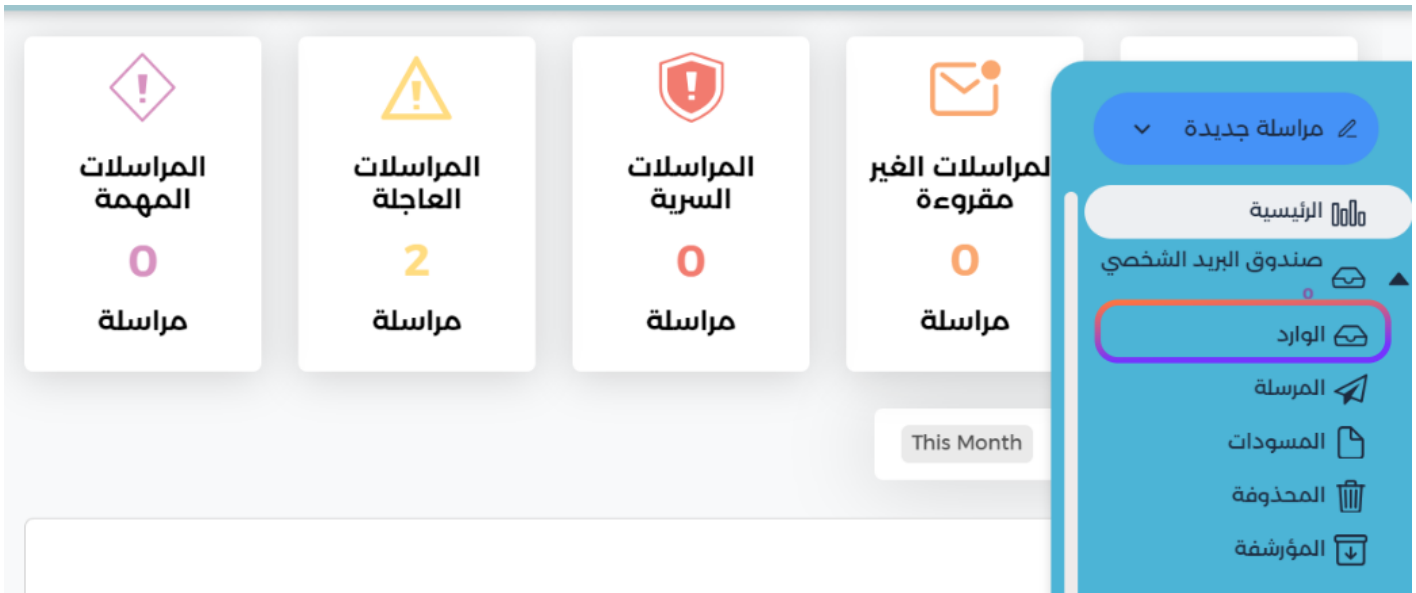 مراسلة جديدة
الرئيسية
صندوق البريد الشخصي
0
الوارد
المرسلة
المسودات
المحذوفة
المؤرشفة
لمراسلات الغير
مقروءة
0
مراسلة
المراسلات
السرية
0
مراسلة
المراسلات
العاجلة
2
مراسلة
المراسلات
المهمة
0
مراسلة
This Month